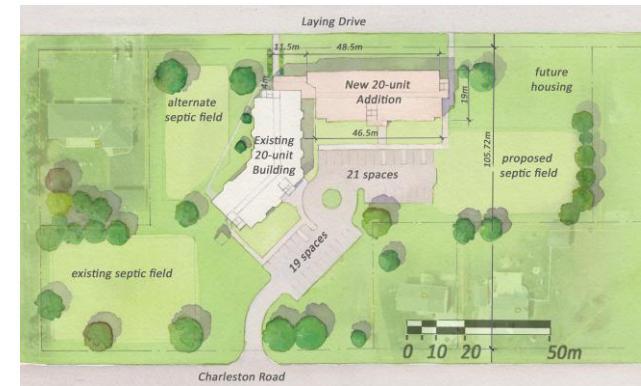 Laying Drive
11.5m
48.5m
4m
New 20-unit
Addition
19m
future
housing
alternate
septic field
Existing
20-unit
Building
46.5m
105.72m
proposed
septic field
21 spaces
existing septic field
19 spaces
0 10 20 50m
Charleston Road